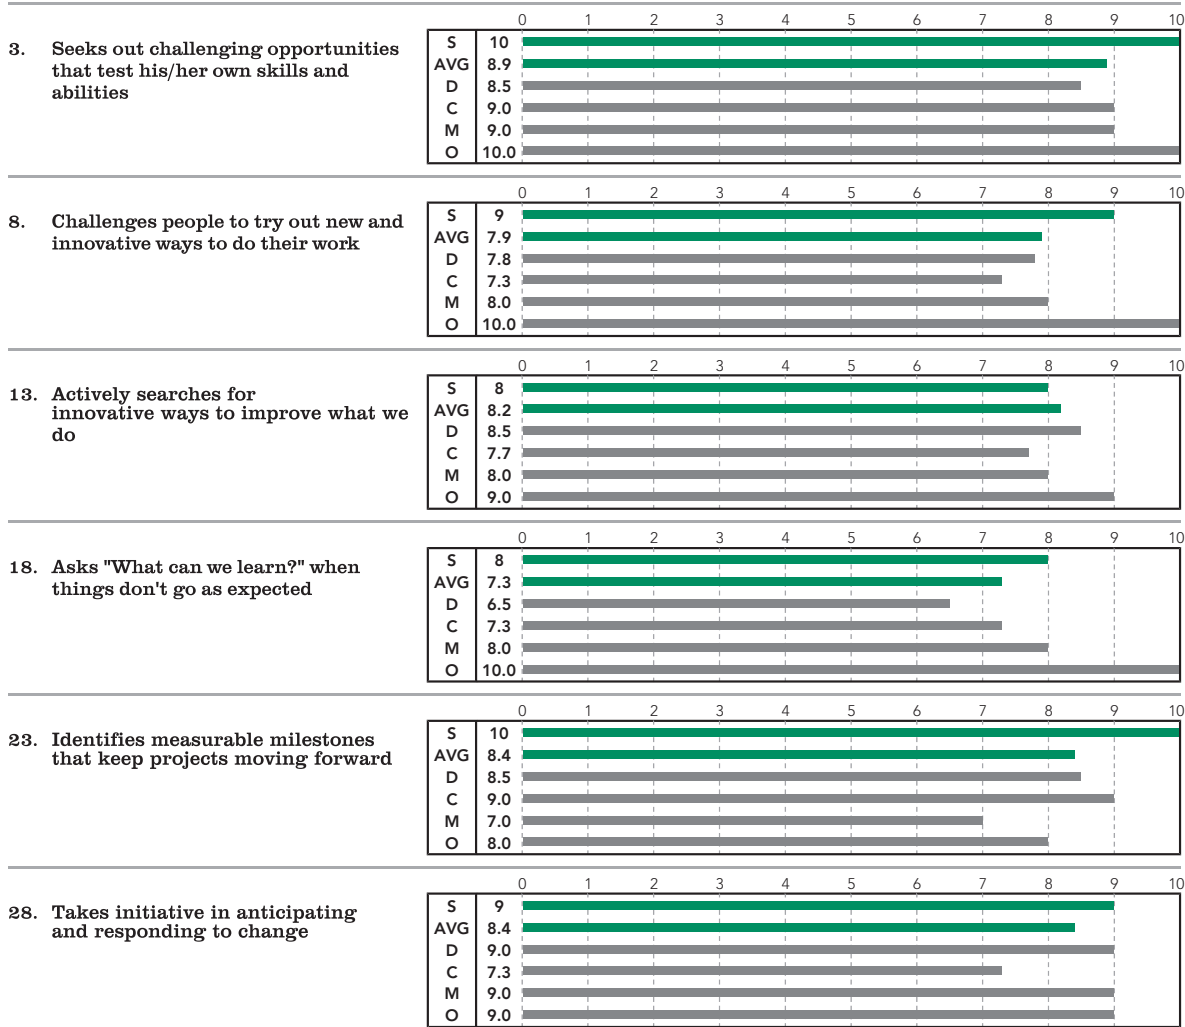 0 1 2 3 4 5 6 7 8 9 10
3. Seeks out challenging opportunities
that test his/her own skills and
abilities
S 10
AVG 8.9
D 8.5
C 9.0
M 9.0
O 10.0
0 1 2 3 4 5 6 7 8 9 10
8. Challenges people to try out new and
innovative ways to do their work
S 9
AVG 7.9
D 7.8
C 7.3
M 8.0
O 10.0
0 1 2 3 4 5 6 7 8 9 10
13. Actively searches for
innovative ways to improve what we
do
S 8
AVG 8.2
D 8.5
C 7.7
M 8.0
O 9.0
0 1 2 3 4 5 6 7 8 9 10
18. Asks "What can we learn?" when
things don't go as expected
S 8
AVG 7.3
D 6.5
C 7.3
M 8.0
O 10.0
0 1 2 3 4 5 6 7 8 9 10
23. Identifies measurable milestones
that keep projects moving forward
S 10
AVG 8.4
D 8.5
C 9.0
M 7.0
O 8.0
0 1 2 3 4 5 6 7 8 9 10
28. Takes initiative in anticipating
and responding to change
S 9
AVG 8.4
D 9.0
C 7.3
M 9.0
O 9.0